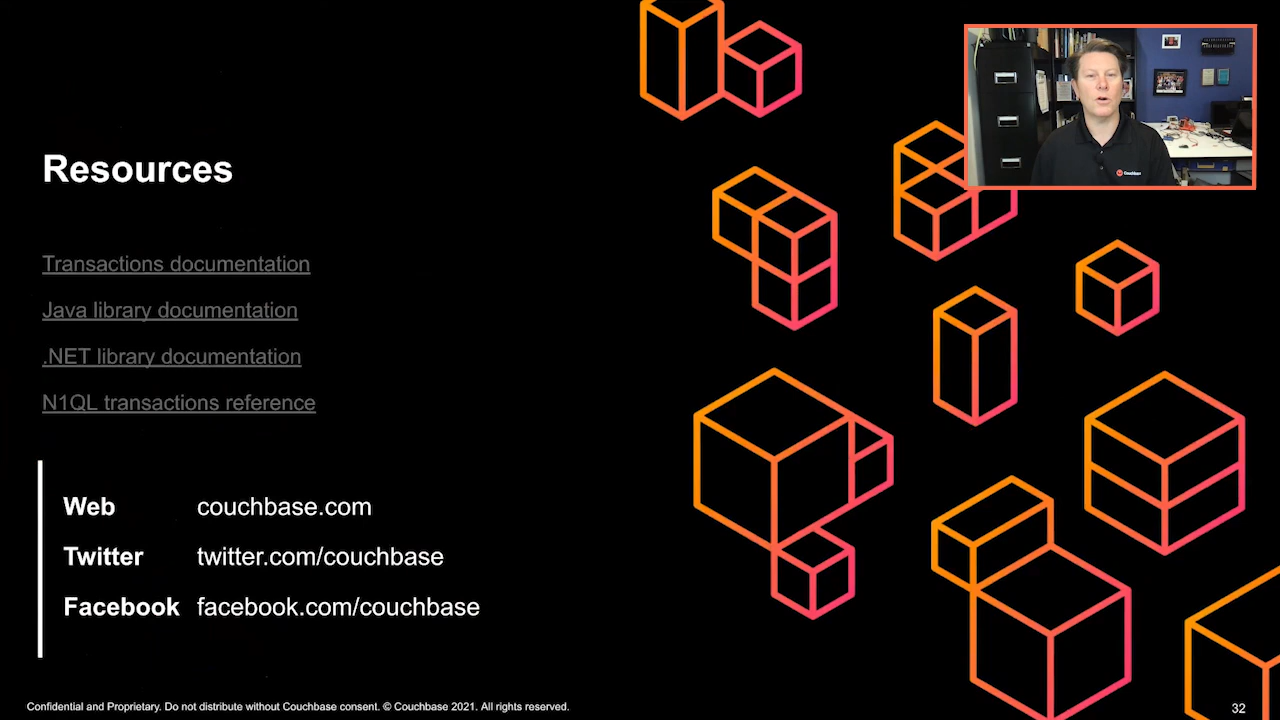 Couchbase
Resources
Transactions documentation
Java library documentation
.NET library documentation
N1QL transactions reference
Web couchbase.com
Twitter twitter.com/couchbase
Facebook facebook.com/couchbase
Confidential and Proprietary. Do not distribute without Couchbase consent. © Couchbase 2021. All rights reserved.
32